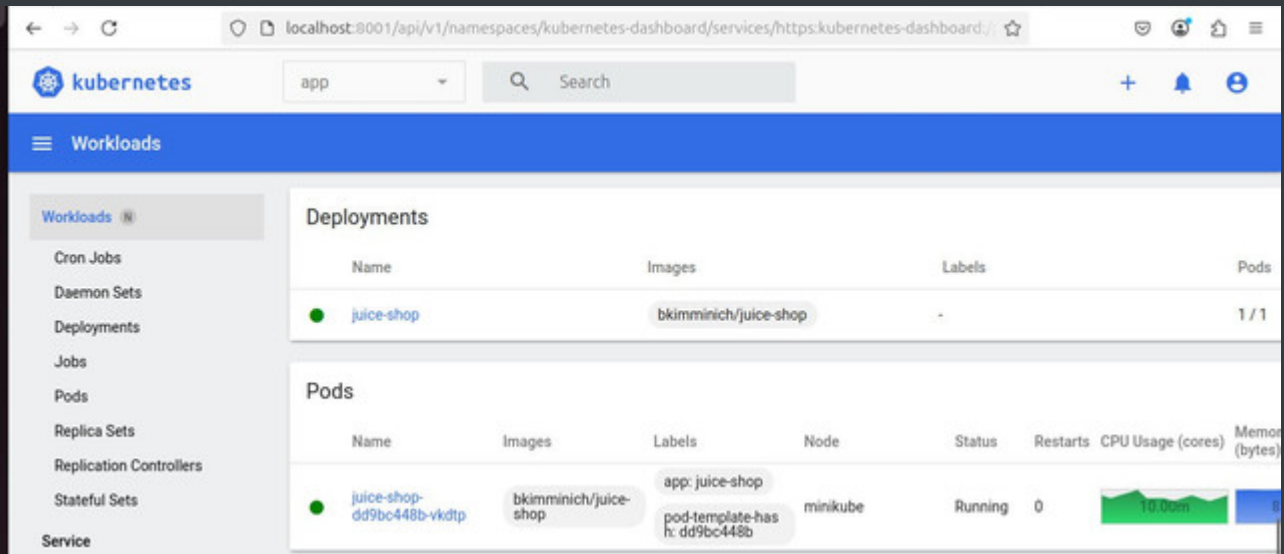 localhost:8001/api/v1/namespaces/kubernetes-dashboard/services/https:kubernetes-dashboard:/
kubernetes
app
Search
Workloads
Workloads N
Cron Jobs
Daemon Sets
Deployments
Jobs
Pods
Replica Sets
Replication Controllers
Stateful Sets
Service
Deployments
Name Images Labels Pods
juice-shop bkimminich/juice-shop - 1 / 1
Pods
Name Images Labels Node Status Restarts CPU Usage (cores) Memor
(bytes)
juice-shop-
dd9bc448b-vkdtp
bkimminich/juice-
shop
app: juice-shop
pod-template-has
h: dd9bc448b
minikube
Running
0
10.00m
8